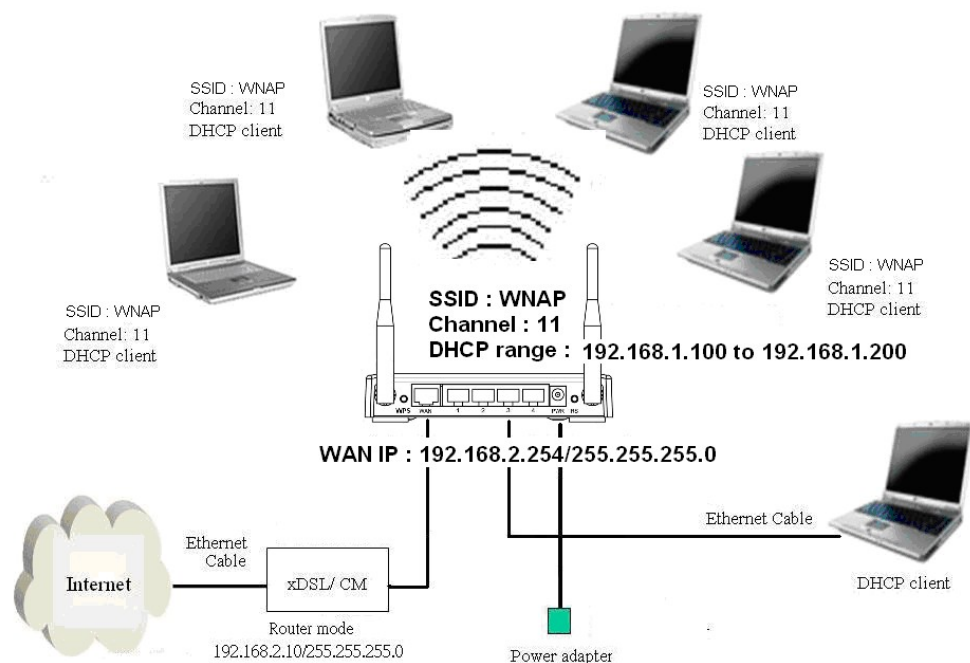 SSID : WNAP
Channel: 11
DHCP client
SSID : WNAP
Channel: 11
DHCP client
SSID : WNAP
Channel: 11
DHCP client
SSID : WNAP
Channel: 11
DHCP client
SSID : WNAP
Channel : 11
DHCP range : 192.168.1.100 to 192.168.1.200
WPS WAN 1 2 3 4 PWR RS
WAN IP : 192.168.2.254/255.255.255.0
Ethernet Cable
DHCP client
Ethernet
Cable
Internet
xDSL/ CM
Router mode
192.168.2.10/255.255.255.0
Power adapter